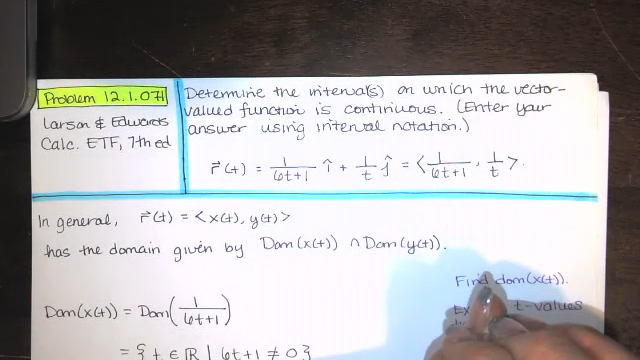 Problem 12.1.071
Larson & Edwards
Calc. ETF, 7th ed
Determine the interval(s) on which the vector-
valued function is continuous. (Enter your
answer using interval notation.)
r⃗(t) = 1/(6t+1) î + 1/t ĵ = <1/(6t+1), 1/t>.
In general, r⃗(t) = <x(t), y(t)>
has the domain given by Dom(x(t)) ∩ Dom(y(t)).
Find dom(x(t)).
t-values
Dom(x(t)) = Dom(1/(6t+1))
= {t ∈ ℝ | 6t+1 ≠ 0}